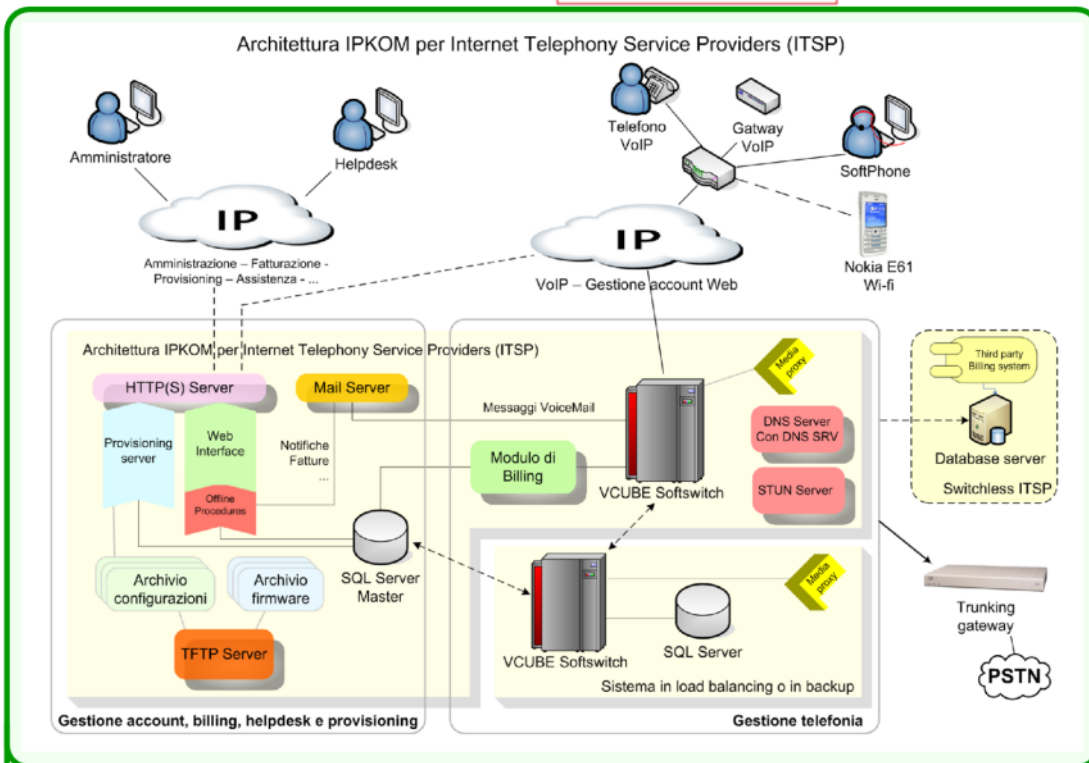 Architettura IPKOM per Internet Telephony Service Providers (ITSP)
Amministratore
Helpdesk
Telefono
VoIP
Gatway
VoIP
SoftPhone
Nokia E61
Wi-fi
IP
Amministrazione – Fatturazione -
Provisioning – Assistenza - ...
IP
VoIP – Gestione account Web
Architettura IPKOM per Internet Telephony Service Providers (ITSP)
HTTP(S) Server
Mail Server
Provisioning
server
Web
Interface
Offline
Procedures
Notifiche
Fatture
...
Messaggi VoiceMail
Modulo di
Billing
VCUBE Softswitch
Media
proxy
DNS Server
Con DNS SRV
STUN Server
SQL Server
Master
Archivio
configurazioni
Archivio
firmware
TFTP Server
VCUBE Softswitch
Media
proxy
SQL Server
Sistema in load balancing o in backup
Gestione account, billing, helpdesk e provisioning
Gestione telefonia
Third party
Billing system
Database server
Switchless ITSP
Trunking
gateway
PSTN